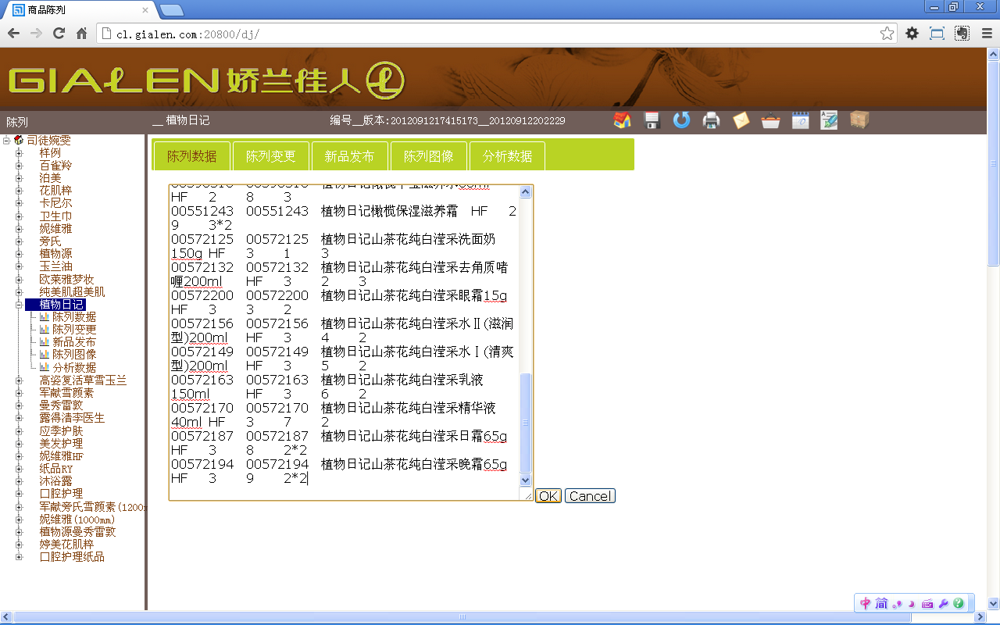 商品陈列
cl.gialen.com:20800/dj/
GIALEN 娇兰佳人
陈列
__ 植物日记
编号__版本:2012091217415173__20120912202229
司徒婉雯
样例
百雀羚
泊美
花肌粹
卡尼尔
卫生巾
妮维雅
旁氏
植物源
玉兰油
欧莱雅梦妆
纯美肌超美肌
植物日记
陈列数据
陈列变更
新品发布
陈列图像
分析数据
高姿复活草雪玉兰
军献雪颜素
曼秀雷敦
露得清李医生
应季护肤
美发护理
妮维雅HF
纸品RY
沐浴露
口腔护理
军献旁氏雪颜素(1200m
妮维雅(1000mm)
植物源曼秀雷敦
婷美花肌粹
口腔护理纸品
陈列数据 陈列变更 新品发布 陈列图像 分析数据
HF 2 8 3
00551243 00551243 植物日记橄榄保湿滋养霜 HF 2
9 3*2
00572125 00572125 植物日记山茶花纯白滢采洗面奶
150g HF 3 1 3
00572132 00572132 植物日记山茶花纯白滢采去角质啫
喱200ml HF 3 2 3
00572200 00572200 植物日记山茶花纯白滢采眼霜15g
HF 3 3 2
00572156 00572156 植物日记山茶花纯白滢采水Ⅱ(滋润
型)200ml HF 3 4 2
00572149 00572149 植物日记山茶花纯白滢采水Ⅰ(清爽
型)200ml HF 3 5 2
00572163 00572163 植物日记山茶花纯白滢采乳液
150ml HF 3 6 2
00572170 00572170 植物日记山茶花纯白滢采精华液
40ml HF 3 7 2
00572187 00572187 植物日记山茶花纯白滢采日霜65g
HF 3 8 2*2
00572194 00572194 植物日记山茶花纯白滢采晚霜65g
HF 3 9 2*2
OK Cancel
中 简